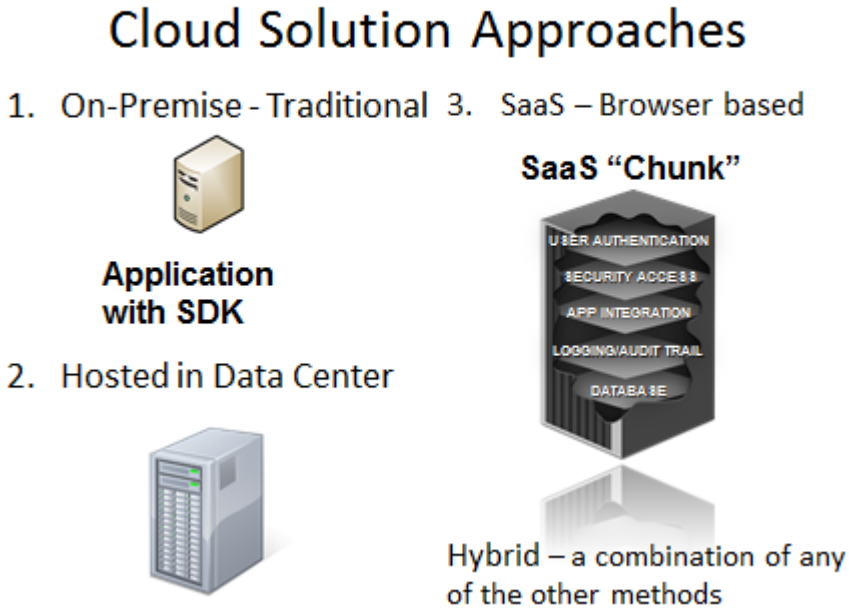 Cloud Solution Approaches
1. On-Premise - Traditional
Application
with SDK
2. Hosted in Data Center
3. SaaS – Browser based
SaaS “Chunk”
USER AUTHENTICATION
SECURITY ACCESS
APP INTEGRATION
LOGGING/AUDIT TRAIL
DATABASE
Hybrid – a combination of any
of the other methods